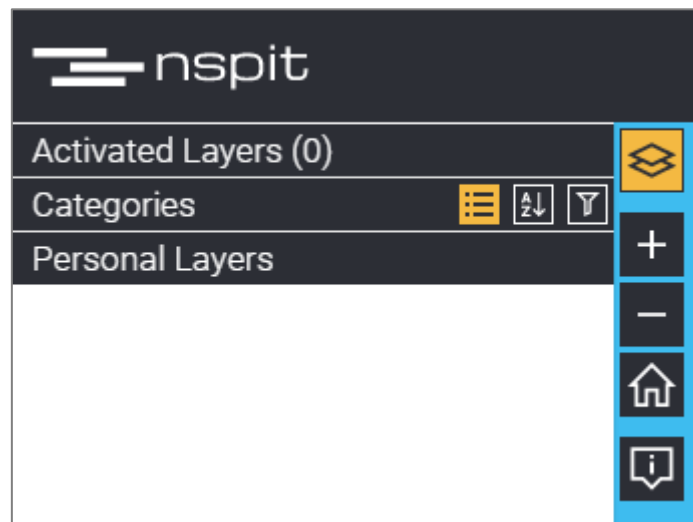 nspit
Activated Layers (0)
Categories
Personal Layers